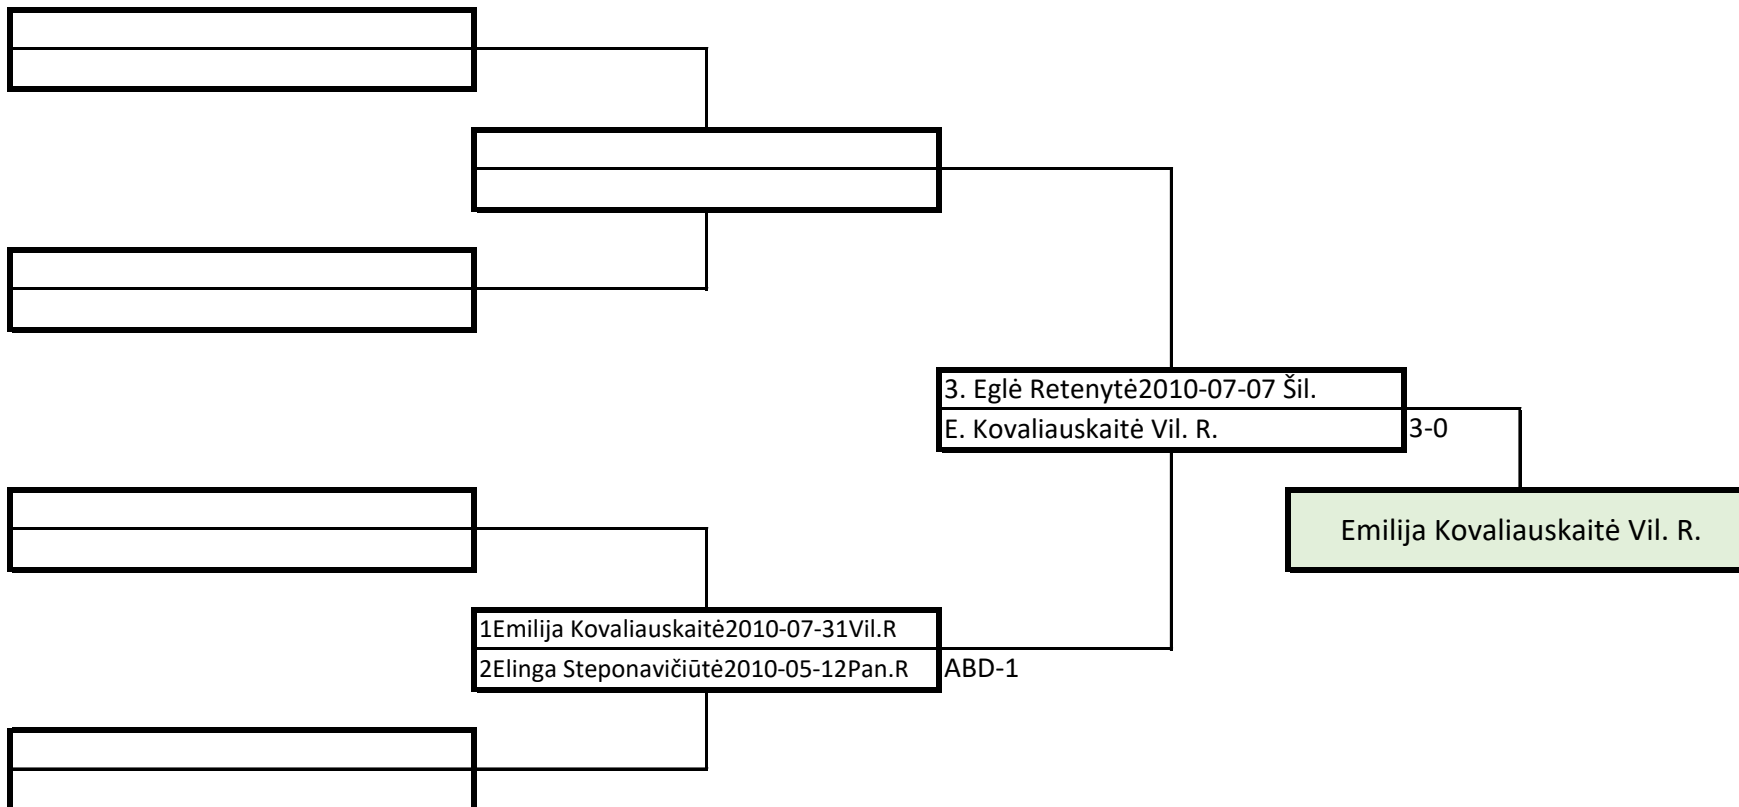 3. Eglė Retenytė2010-07-07 Šil.
E. Kovaliauskaitė Vil. R.
3-0
Emilija Kovaliauskaitė Vil. R.
1Emilija Kovaliauskaitė2010-07-31Vil.R
2Elinga Steponavičiūtė2010-05-12Pan.R
ABD-1